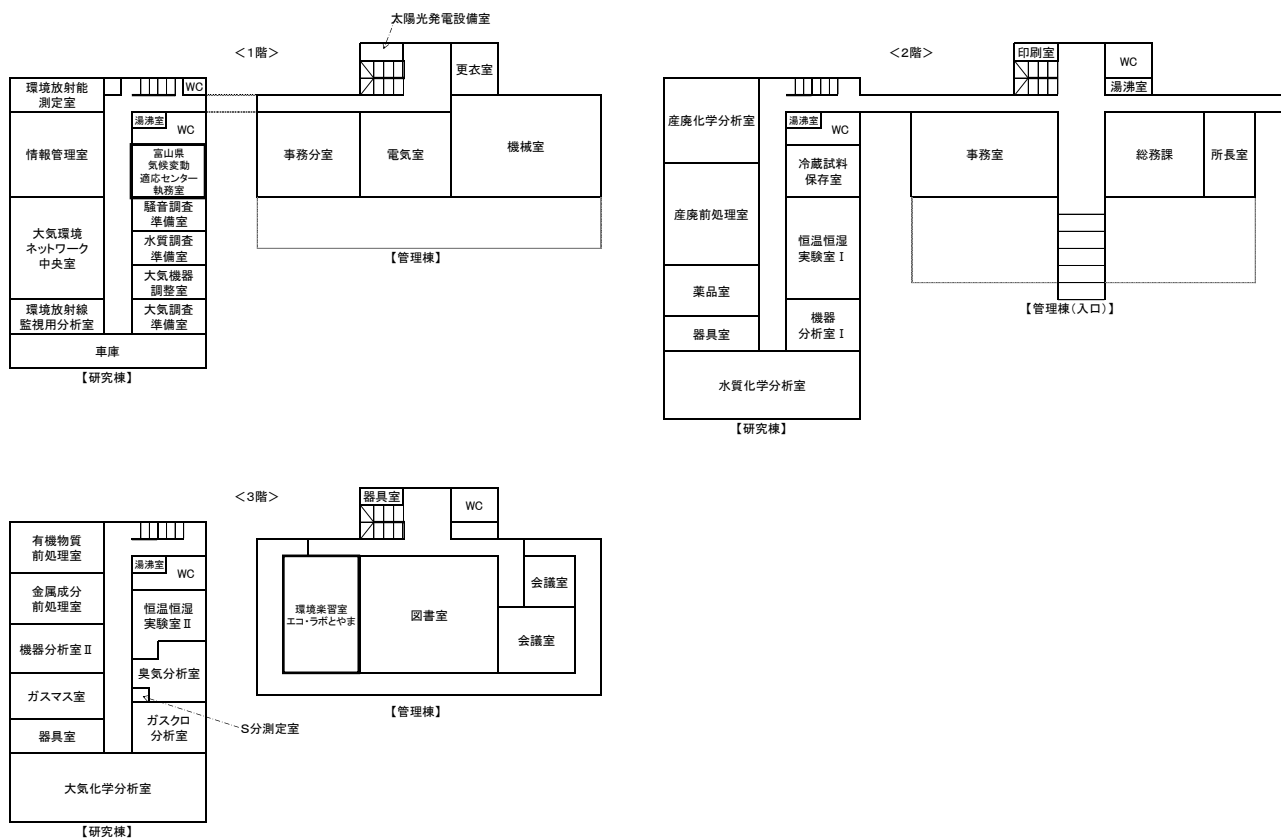 ＜1階＞
太陽光発電設備室
環境放射能
測定室
WC
更衣室
情報管理室
湯沸室
WC
富山県
気候変動
適応センター
執務室
事務分室
電気室
機械室
大気環境
ネットワーク
中央室
騒音調査
準備室
水質調査
準備室
大気機器
調整室
環境放射線
監視用分析室
大気調査
準備室
車庫
【研究棟】
【管理棟】
＜2階＞
印刷室
WC
湯沸室
産廃化学分析室
湯沸室
WC
事務室
総務課
所長室
冷蔵試料
保存室
産廃前処理室
恒温恒湿
実験室Ⅰ
薬品室
機器
分析室Ⅰ
器具室
水質化学分析室
【研究棟】
【管理棟(入口)】
＜3階＞
器具室
WC
有機物質
前処理室
湯沸室
WC
金属成分
前処理室
恒温恒湿
実験室Ⅱ
機器分析室Ⅱ
臭気分析室
ガスマス室
ガスクロ
分析室
S分測定室
器具室
大気化学分析室
【研究棟】
環境楽習室
エコ・ラボとやま
図書室
会議室
会議室
【管理棟】